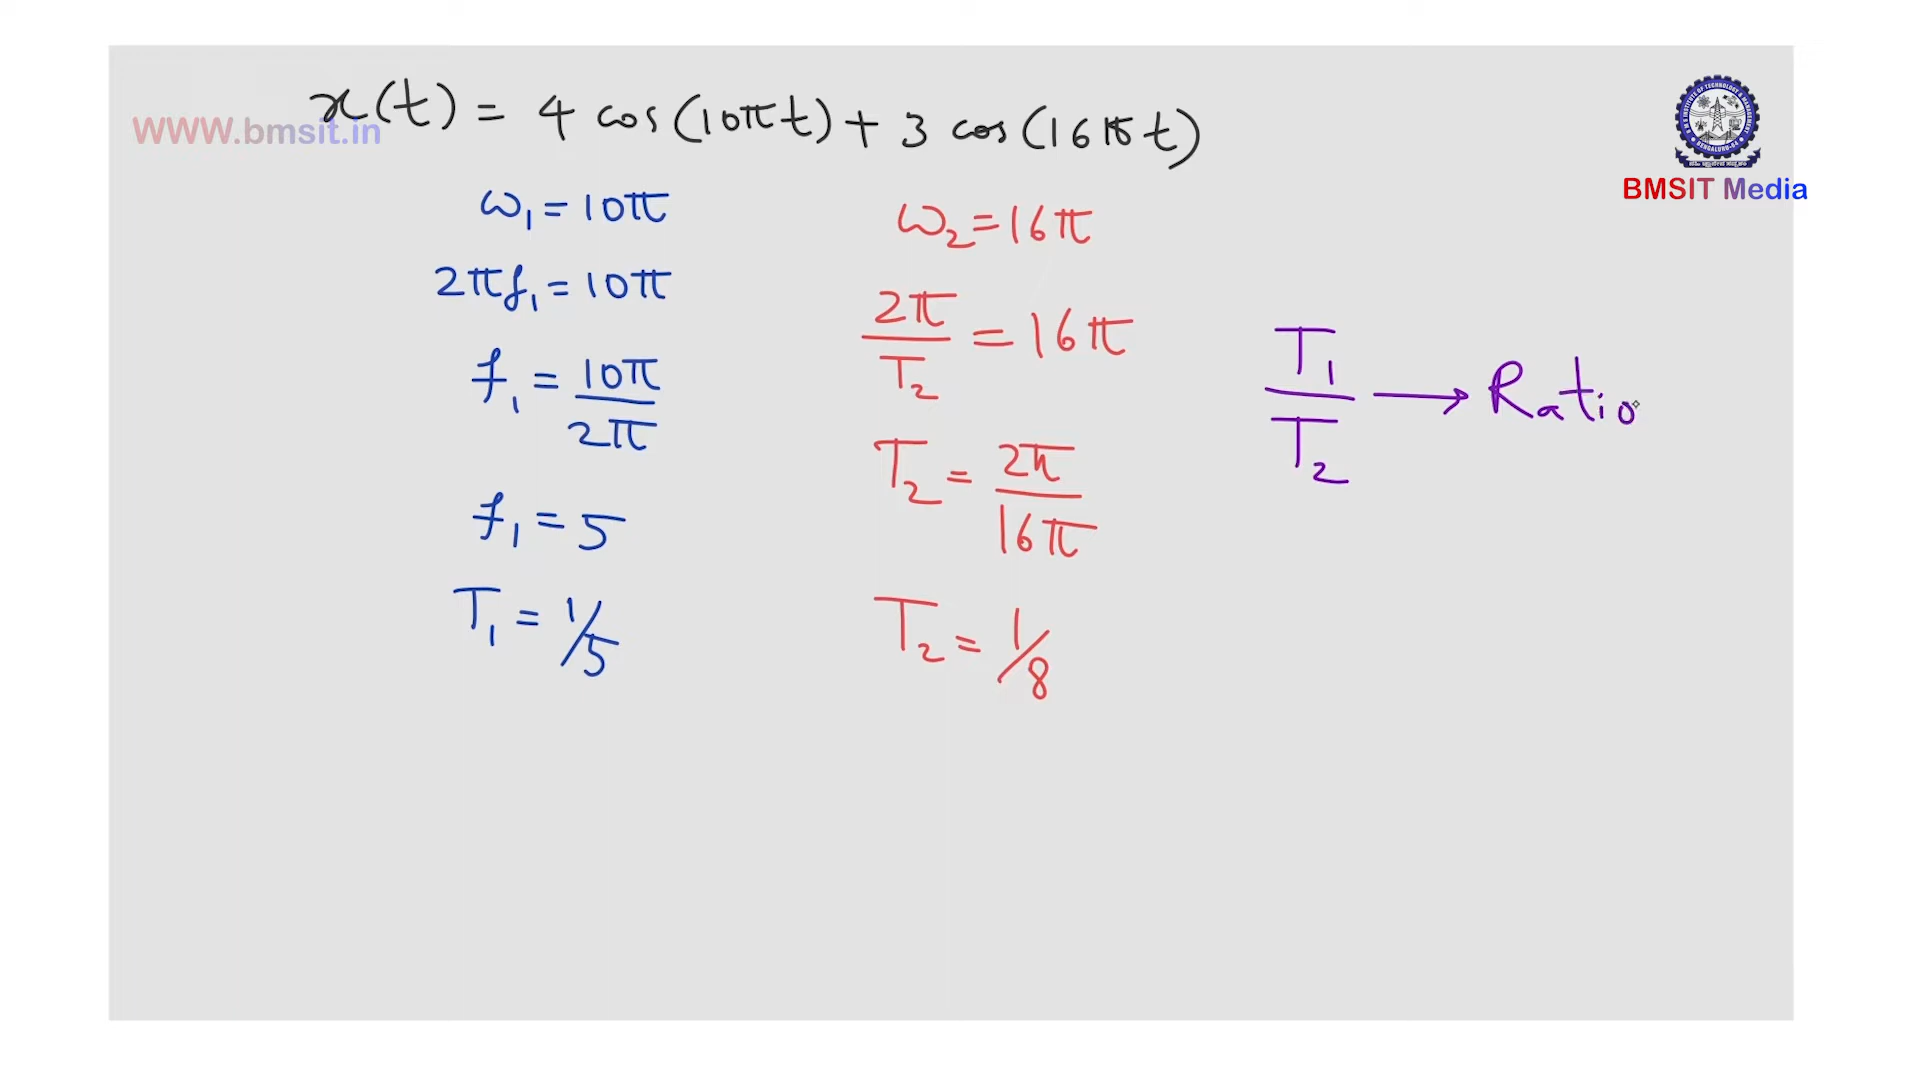 x(t) = 4 cos(10πt) + 3 cos(16πt)
www.bmsit.in
BMSIT Media
ω₁ = 10π
2πf₁ = 10π
f₁ = 10π/2π
f₁ = 5
T₁ = 1/5
ω₂ = 16π
2π/T₂ = 16π
T₂ = 2π/16π
T₂ = 1/8
T₁/T₂ → Ratio